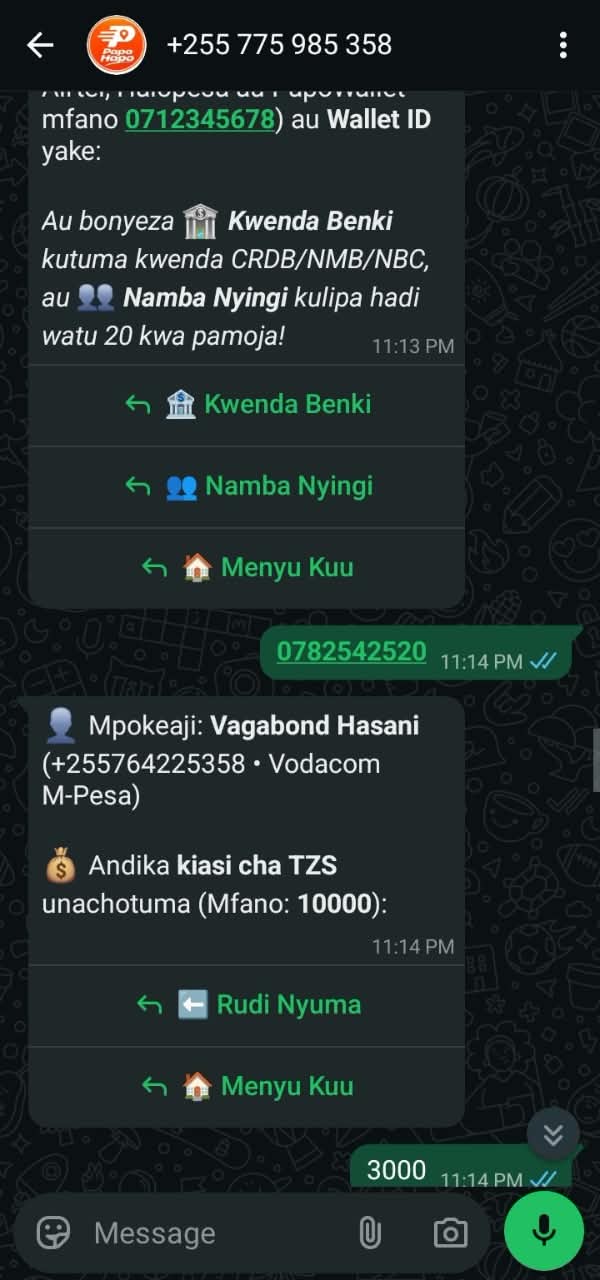 +255 775 985 358
Papo
Hapo
mfano 0712345678) au Wallet ID
yake:
Au bonyeza 🏦 Kwenda Benki
kutuma kwenda CRDB/NMB/NBC,
au 👥 Namba Nyingi kulipa hadi
watu 20 kwa pamoja!
11:13 PM
🏦 Kwenda Benki
👥 Namba Nyingi
🏠 Menyu Kuu
0782542520 11:14 PM
👤 Mpokeaji: Vagabond Hasani
(+255764225358 • Vodacom
M-Pesa)
💰 Andika kiasi cha TZS
unachotuma (Mfano: 10000):
11:14 PM
⬅️ Rudi Nyuma
🏠 Menyu Kuu
3000 11:14 PM
Message